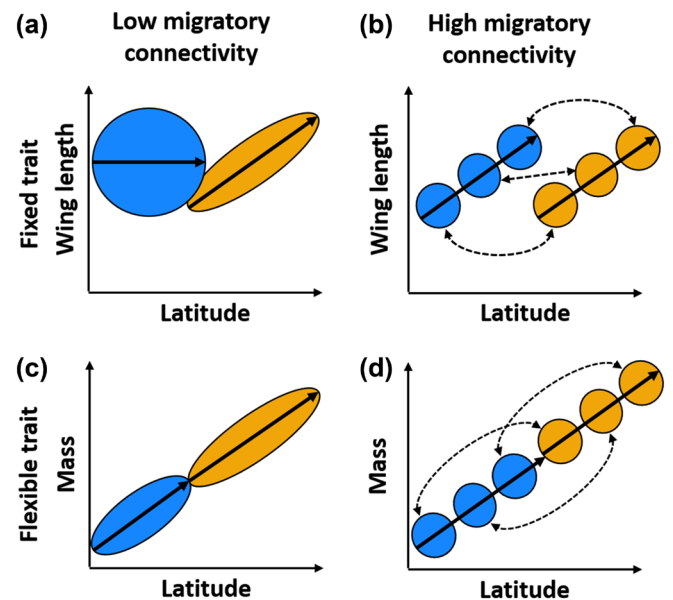 (a)
Low migratory
connectivity
(b)
High migratory
connectivity
Fixed trait
Wing length
Latitude
Wing length
Latitude
(c)
Flexible trait
Mass
Latitude
(d)
Mass
Latitude